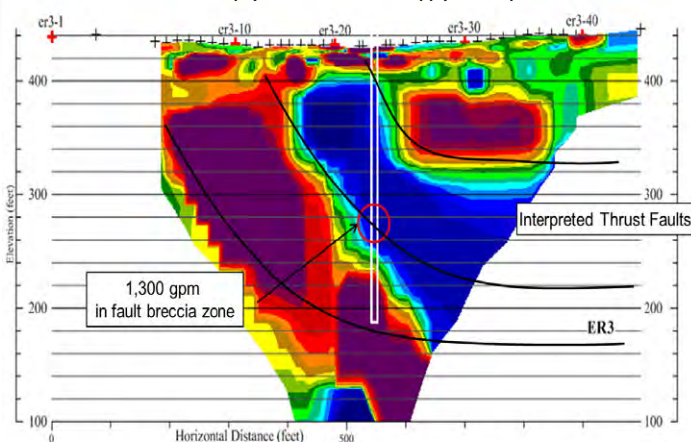 er3-1
er3-10
er3-20
er3-30
er3-40
400
400
300
300
200
200
100
100
Elevation (feet)
Interpreted Thrust Faults
1,300 gpm
in fault breccia zone
ER3
0
Horizontal Distance (feet)
500